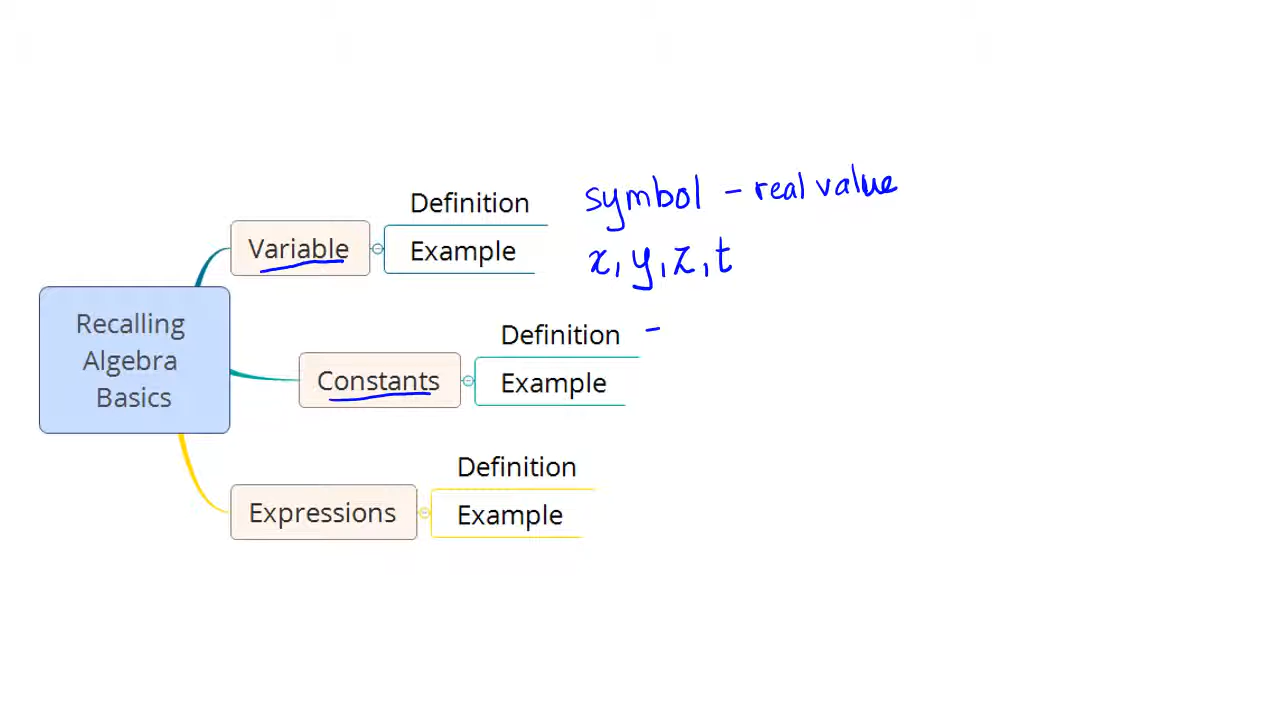 Recalling
Algebra
Basics
Variable
Definition symbol - real value
Example x, y, z, t
Constants
Definition -
Example
Expressions
Definition
Example